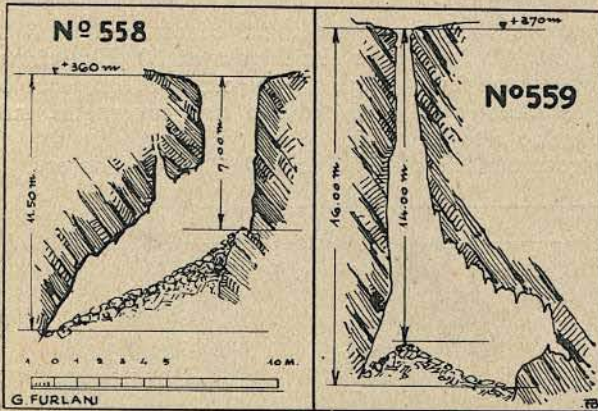 Nº 558
+360 m.
11.50 m.
7.00 m
1 0 1 2 3 4 5 10 M.
G. FURLANI
+370m
Nº559
16.00 m
14.00 m